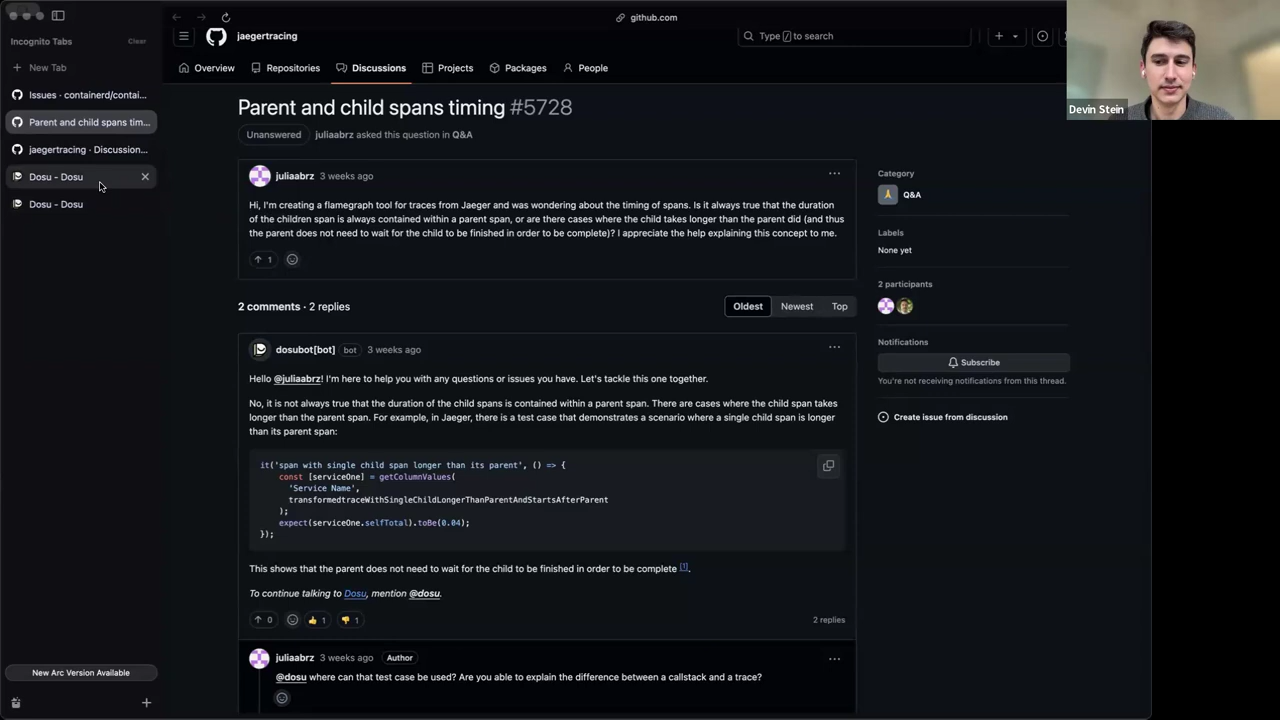 github.com
Incognito Tabs
Clear
New Tab
Issues · containerd/contai...
Parent and child spans tim...
jaegertracing · Discussion...
Dosu - Dosu
Dosu - Dosu
New Arc Version Available
jaegertracing
Type / to search
Overview
Repositories
Discussions
Projects
Packages
People
Devin Stein
Parent and child spans timing #5728
Unanswered
juliaabrz asked this question in Q&A
juliaabrz 3 weeks ago
Hi, I'm creating a flamegraph tool for traces from Jaeger and was wondering about the timing of spans. Is it always true that the duration
of the children span is always contained within a parent span, or are there cases where the child takes longer than the parent did (and thus
the parent does not need to wait for the child to be finished in order to be complete)? I appreciate the help explaining this concept to me.
1
2 comments · 2 replies
Oldest
Newest
Top
dosubot[bot] bot 3 weeks ago
Hello @juliaabrz! I'm here to help you with any questions or issues you have. Let's tackle this one together.
No, it is not always true that the duration of the child spans is contained within a parent span. There are cases where the child span takes
longer than the parent span. For example, in Jaeger, there is a test case that demonstrates a scenario where a single child span is longer
than its parent span:
it('span with single child span longer than its parent', () => {
const [serviceOne] = getColumnValues(
'Service Name',
transformedtraceWithSingleChildLongerThanParentAndStartsAfterParent
);
expect(serviceOne.selfTotal).toBe(0.04);
});
This shows that the parent does not need to wait for the child to be finished in order to be complete [1].
To continue talking to Dosu, mention @dosu.
0
1
1
2 replies
juliaabrz 3 weeks ago Author
@dosu where can that test case be used? Are you able to explain the difference between a callstack and a trace?
Category
Q&A
Labels
None yet
2 participants
Notifications
Subscribe
You're not receiving notifications from this thread.
Create issue from discussion